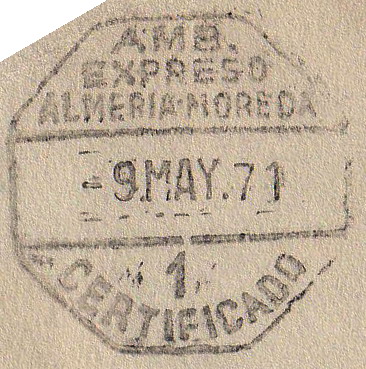 AMB.
EXPRESO
ALMERIA-MOREDA
-9.MAY.71
1
CERTIFICADO